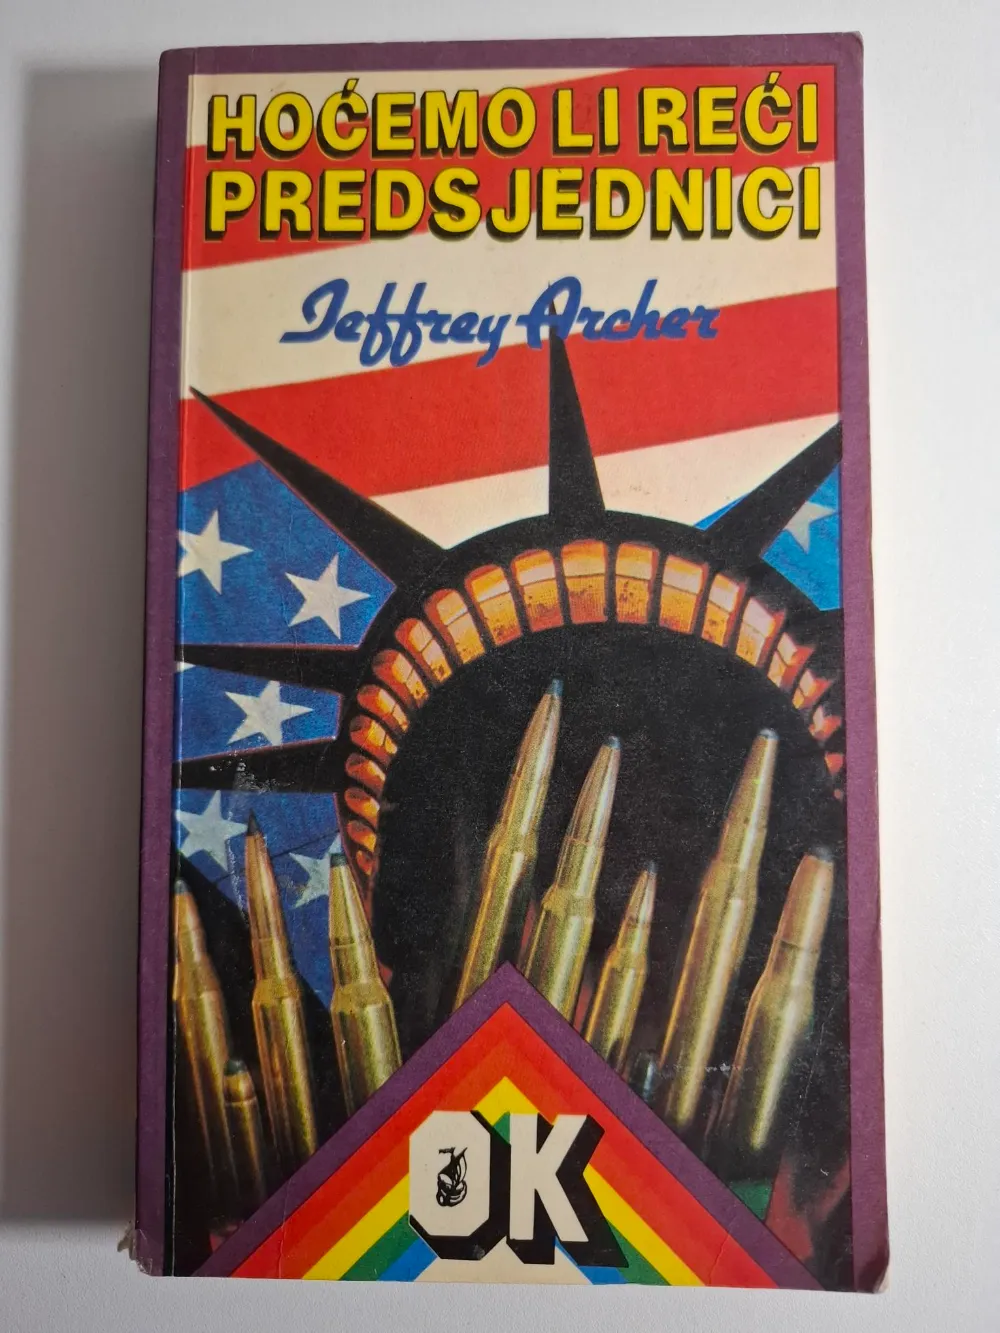 HOĆEMO LI REĆI
PREDSJEDNICI
Jeffrey Archer
OK